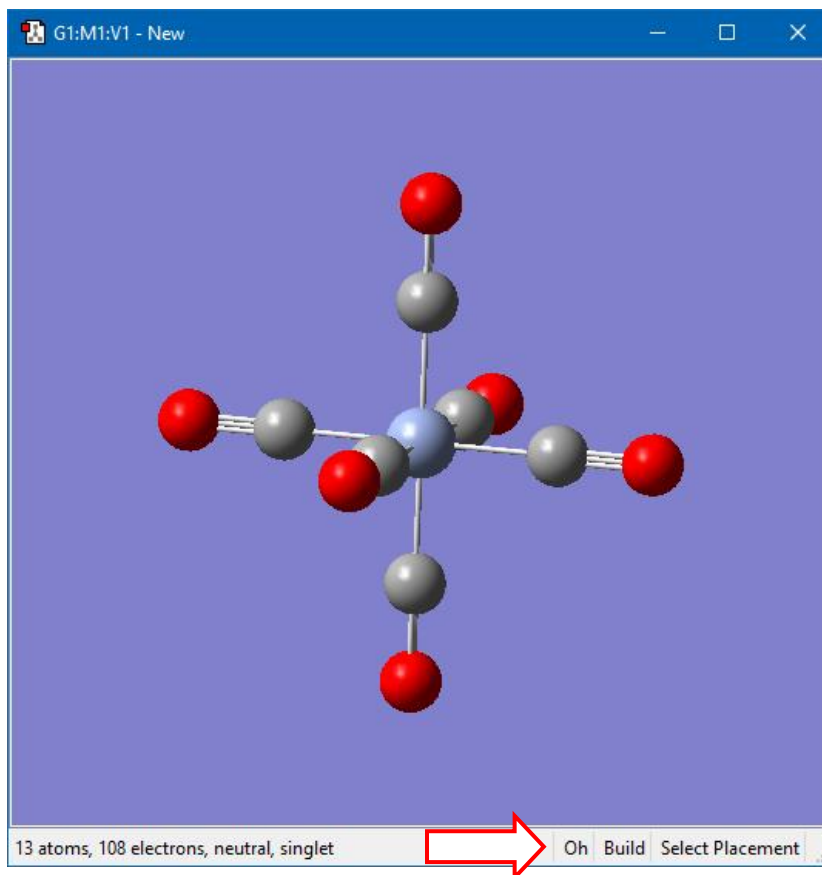 G1:M1:V1 - New
13 atoms, 108 electrons, neutral, singlet Oh Build Select Placement